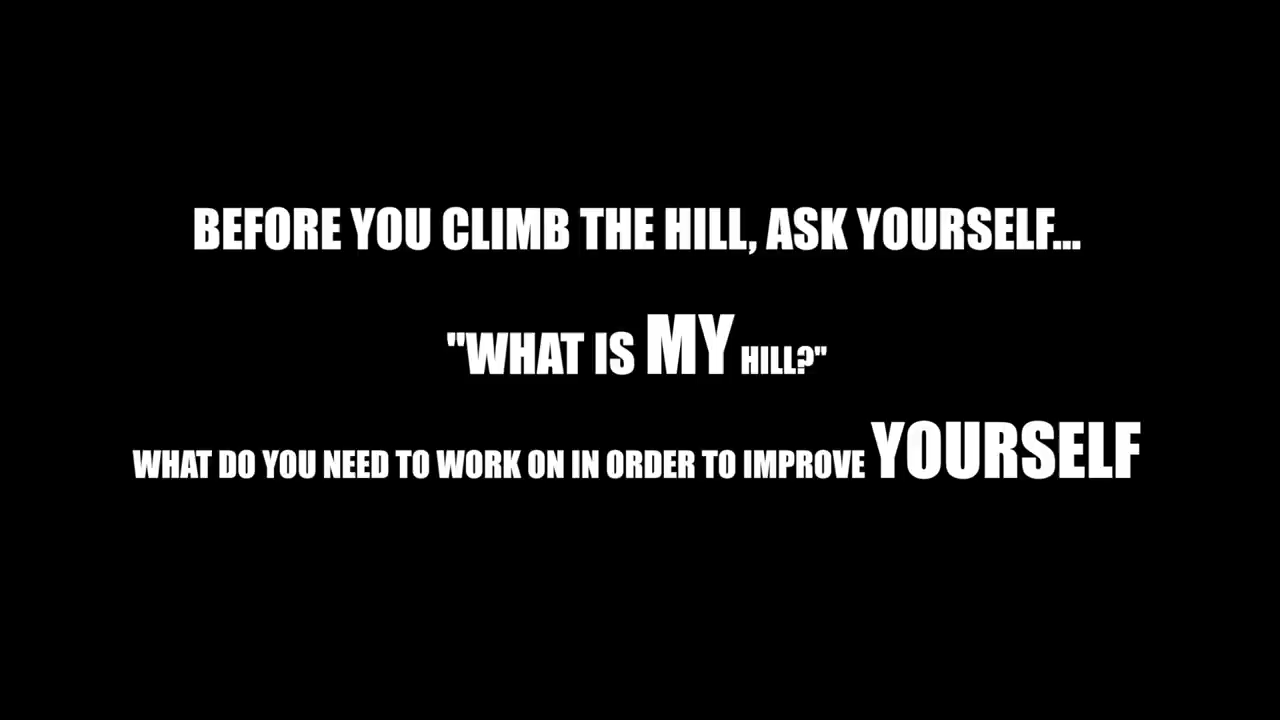 BEFORE YOU CLIMB THE HILL, ASK YOURSELF...
"WHAT IS MY HILL?"
WHAT DO YOU NEED TO WORK ON IN ORDER TO IMPROVE YOURSELF